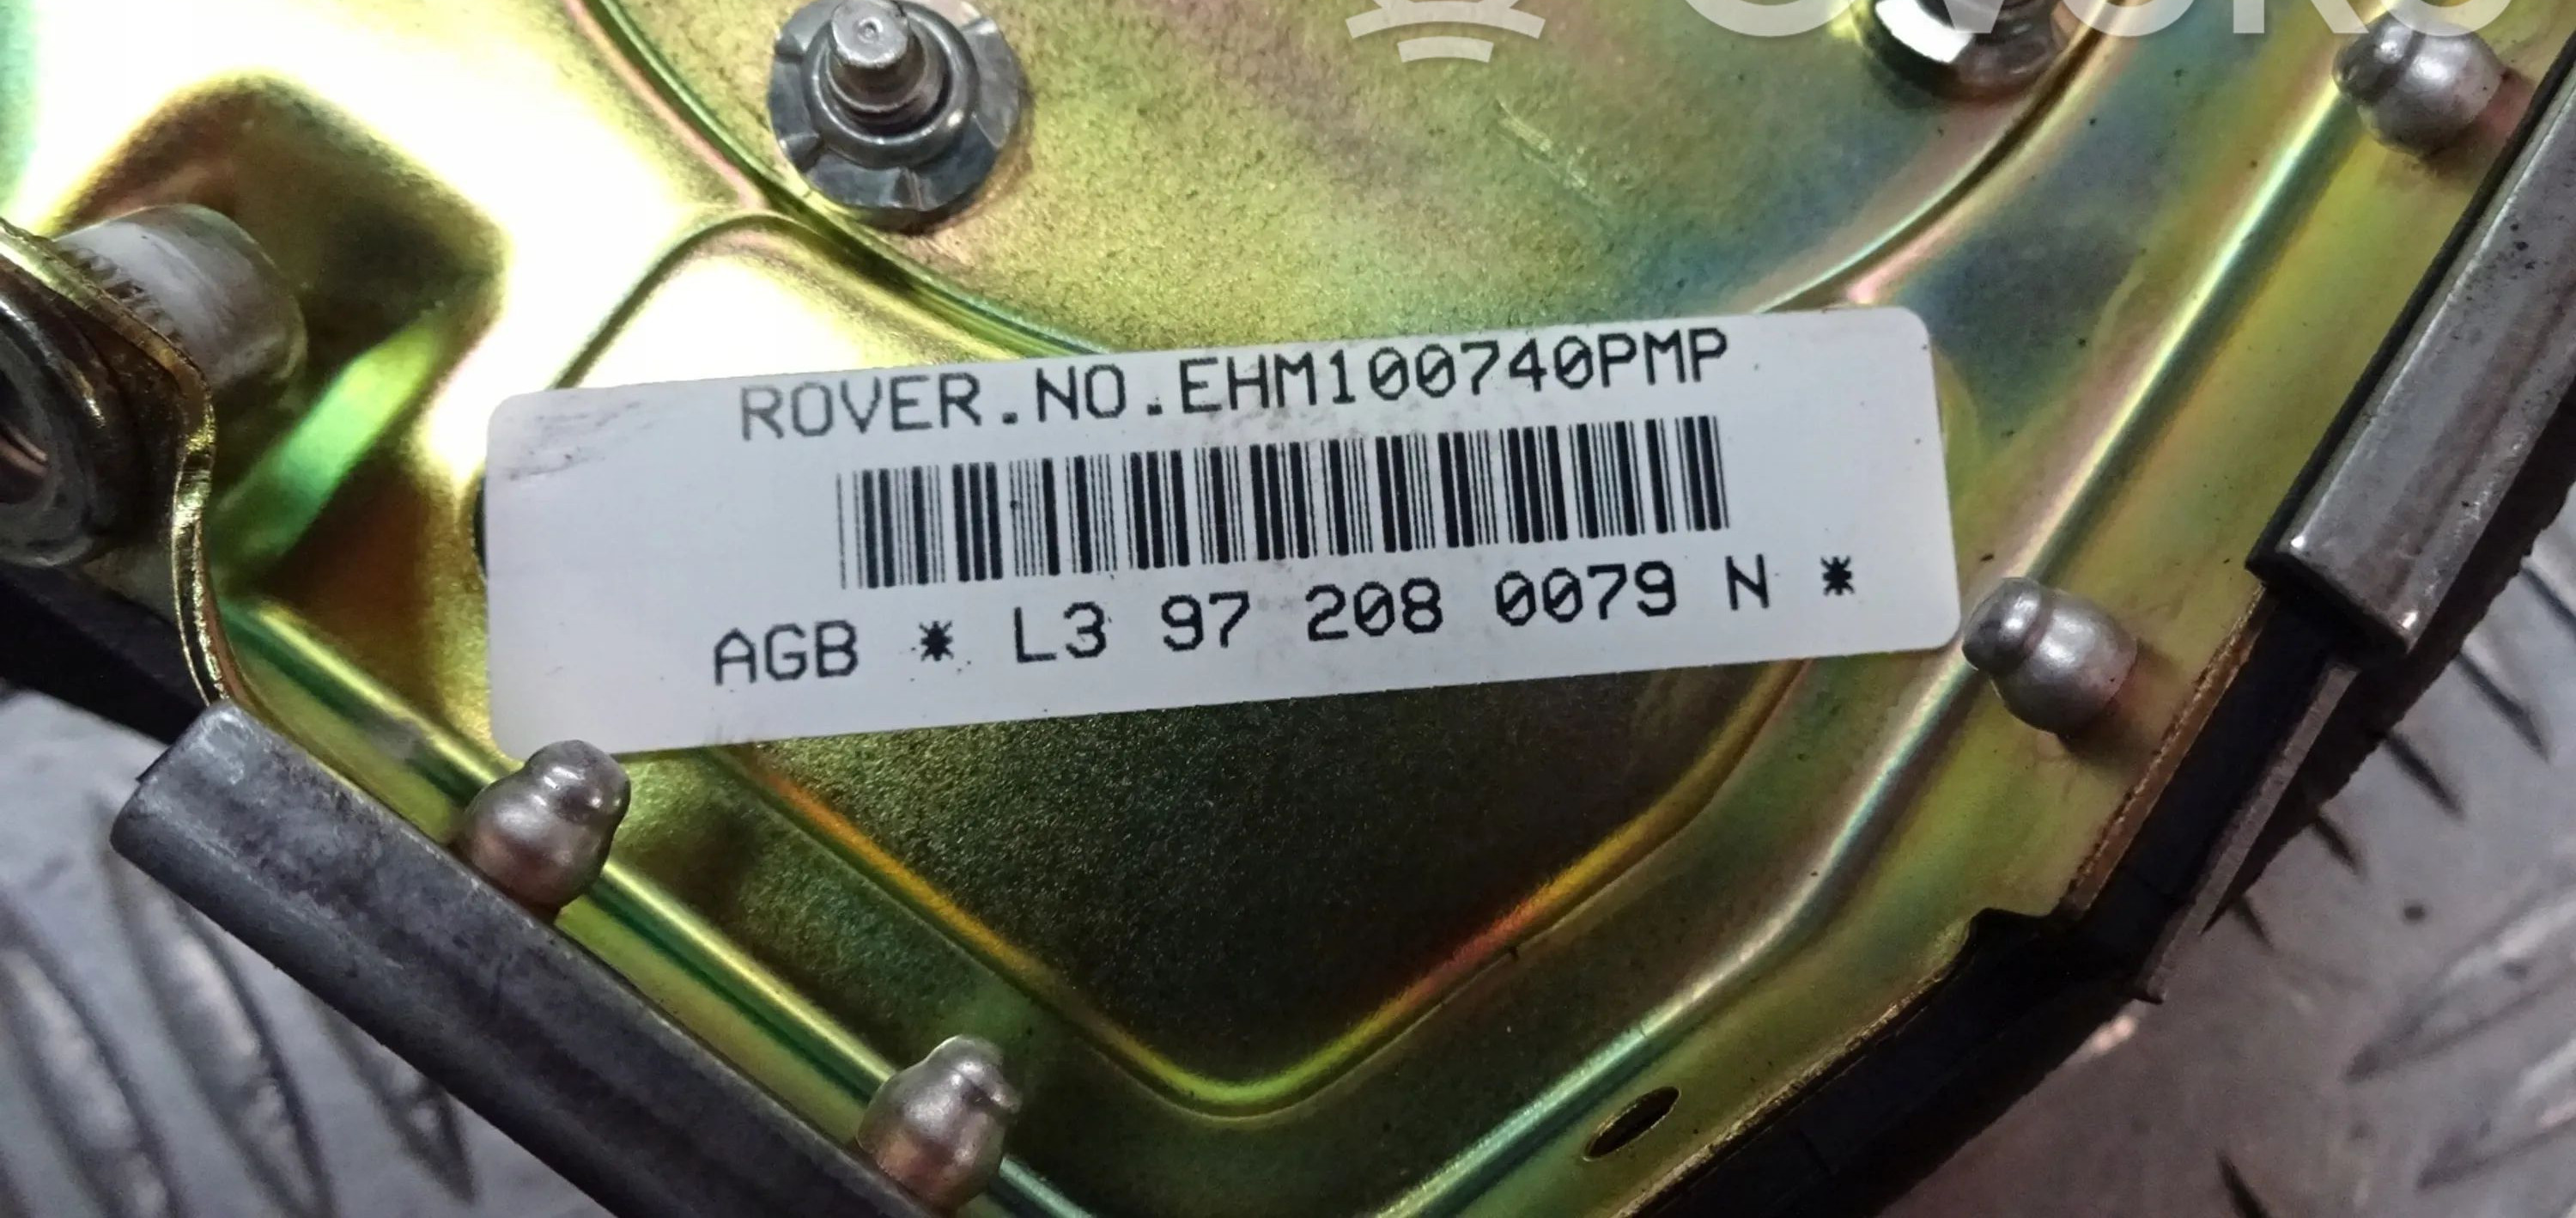 ROVER.NO.EHM100740PMP
AGB * L3 97 208 0079 N *